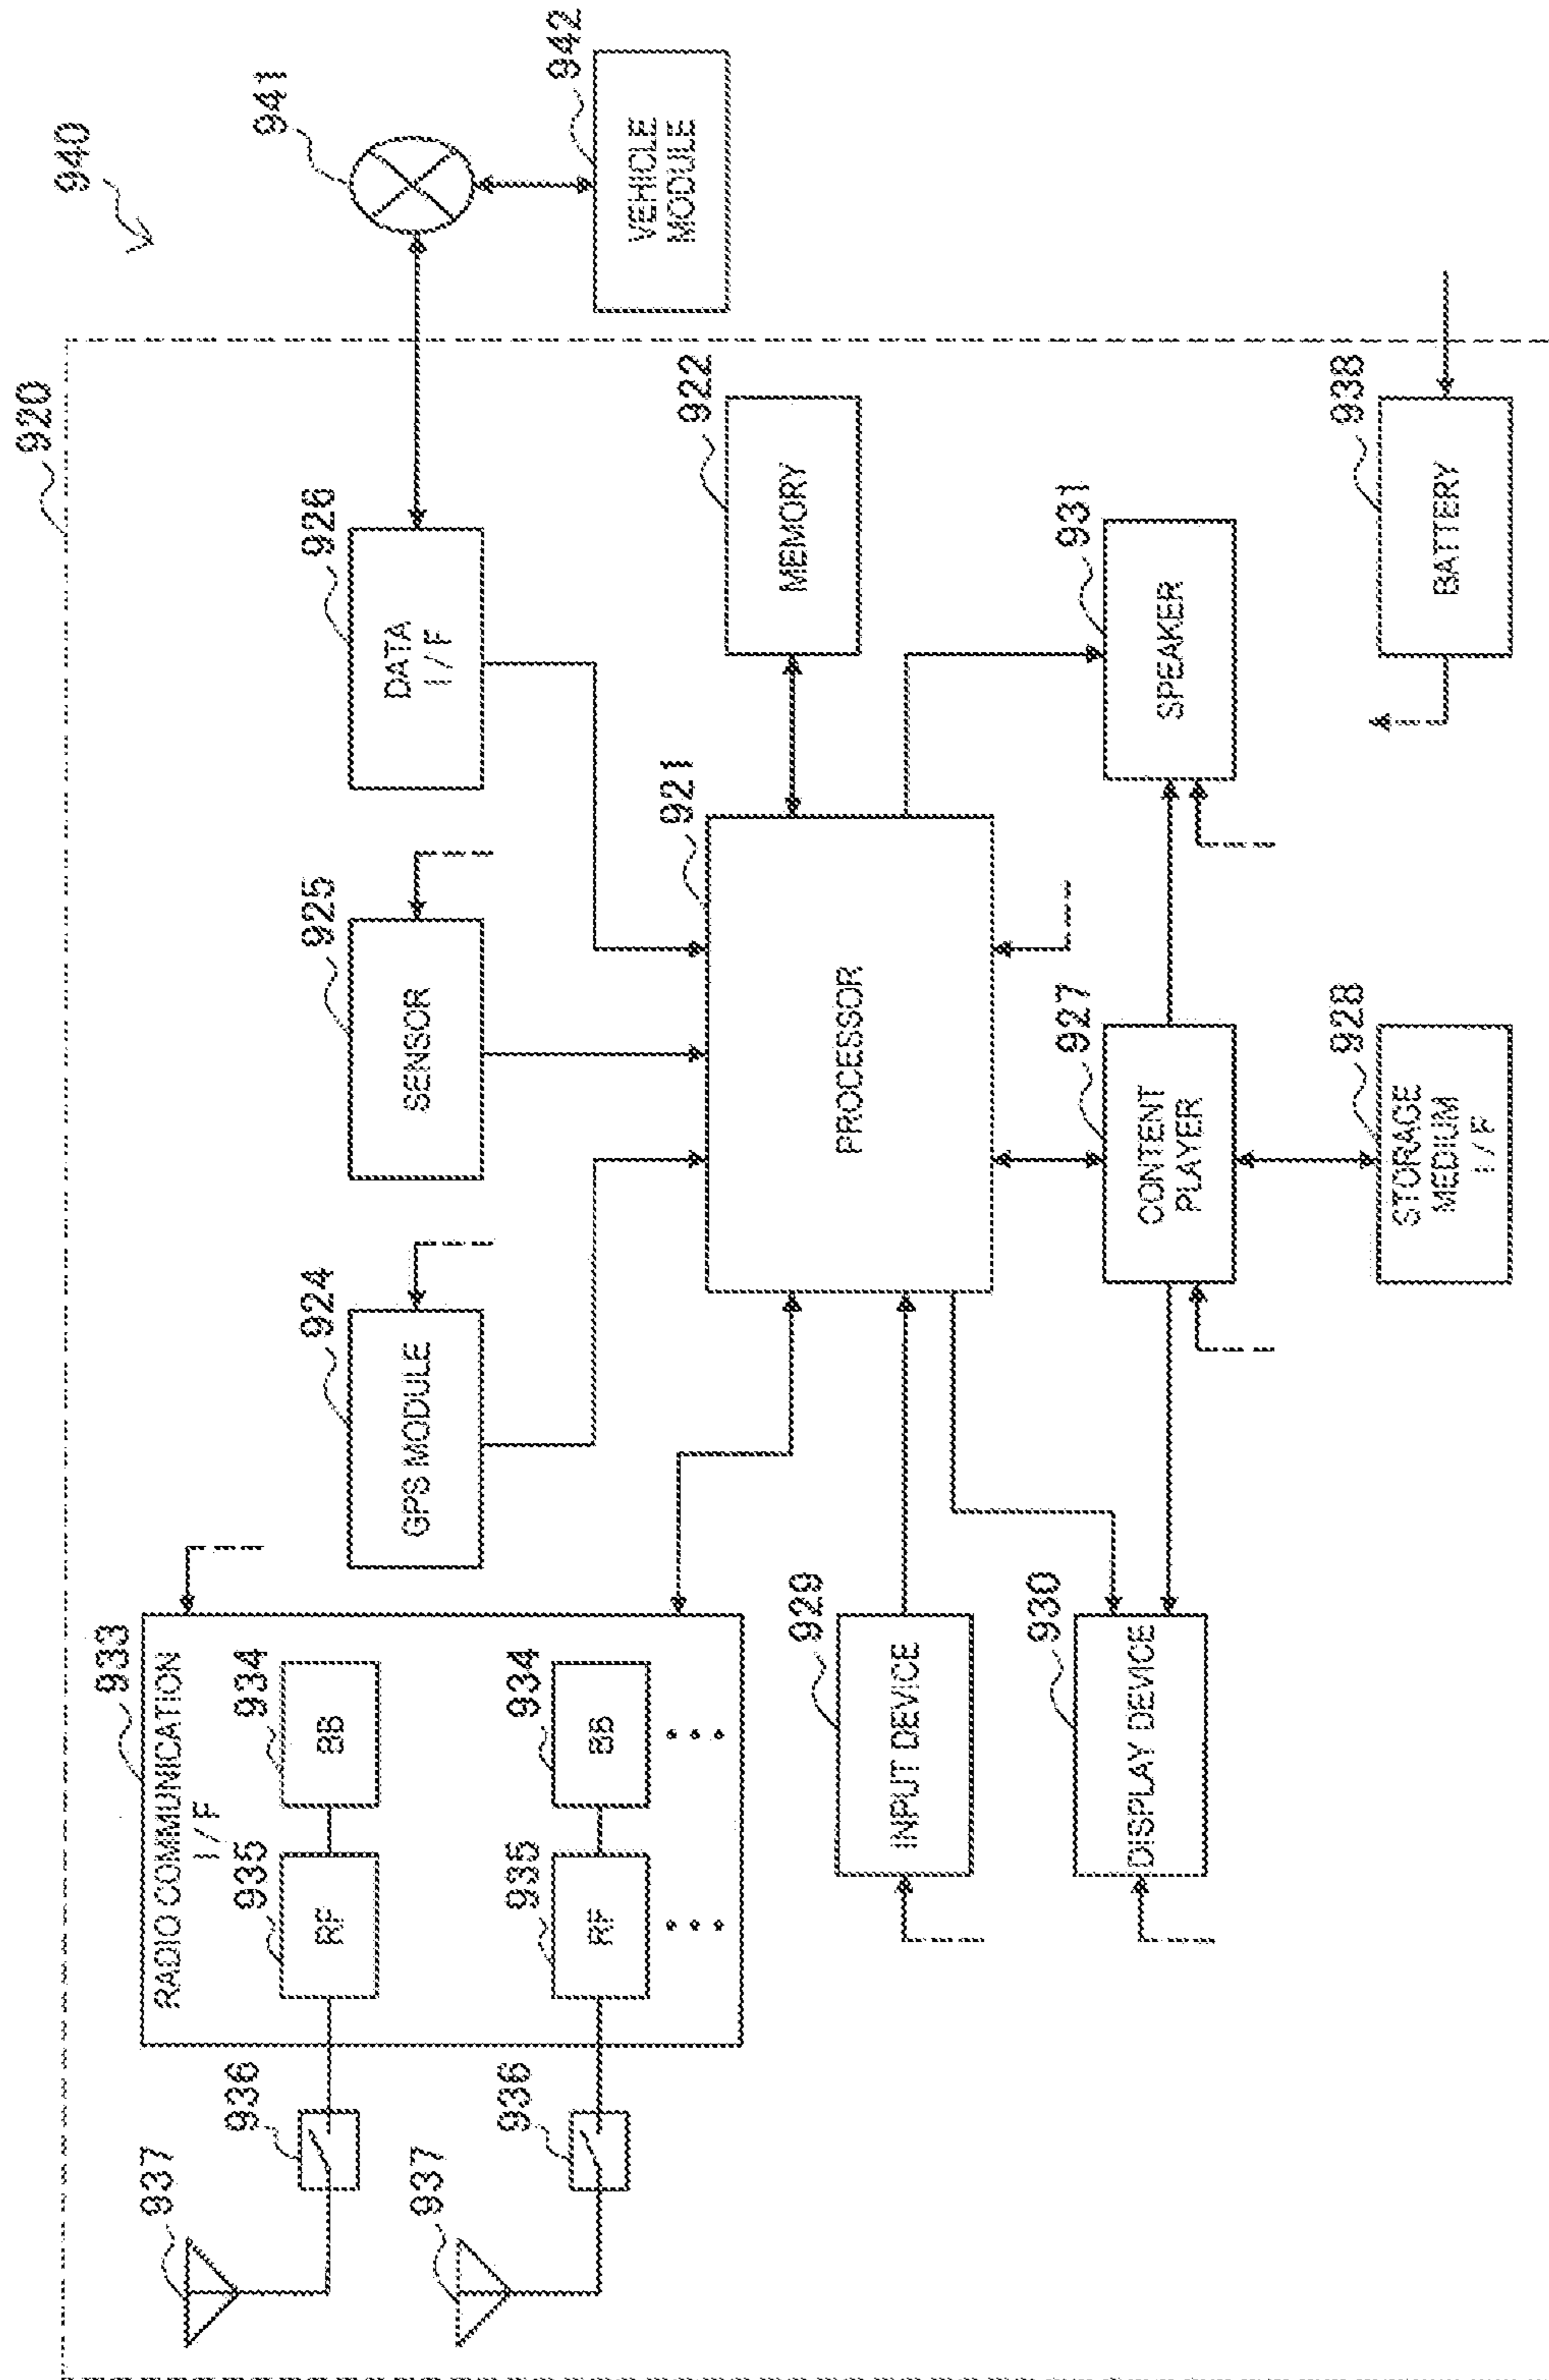 920
940
933
937
RADIO COMMUNICATION
I/F
936
935
934
RF
BB
937
936
935
934
RF
BB
924
GPS MODULE
925
SENSOR
926
DATA
I/F
941
942
VEHICLE
MODULE
921
PROCESSOR
922
MEMORY
929
INPUT DEVICE
930
DISPLAY DEVICE
927
CONTENT
PLAYER
931
SPEAKER
928
STORAGE
MEDIUM
I/F
938
BATTERY